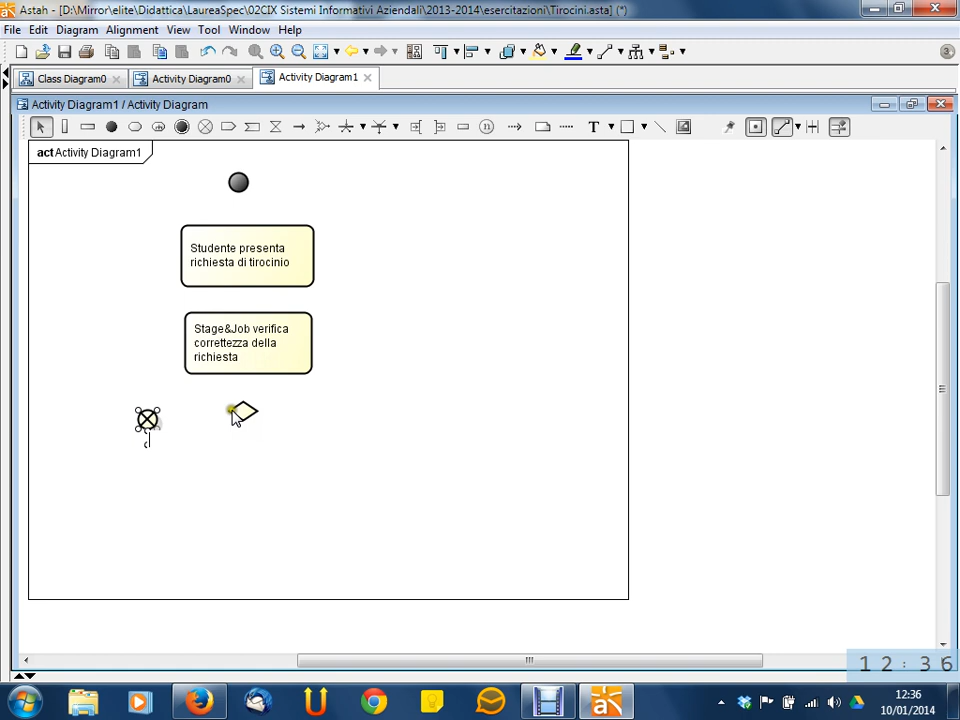 Astah - [D:\Mirror\elite\Didattica\LaureaSpec\02CIX Sistemi Informativi Aziendali\2013-2014\esercitazioni\Tirocini.asta] (*)
File Edit Diagram Alignment View Tool Window Help
3
Class Diagram0 Activity Diagram0 Activity Diagram1
Activity Diagram1 / Activity Diagram
n T
act Activity Diagram1
Studente presenta
richiesta di tirocinio
Stage&Job verifica
correttezza della
richiesta
12:36
12:36
10/01/2014